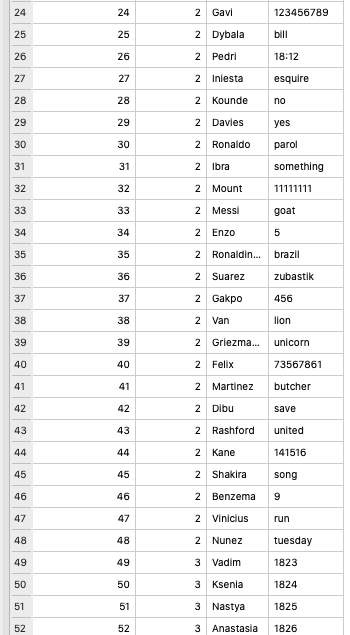 24 24 2 Gavi 123456789
25 25 2 Dybala bill
26 26 2 Pedri 18:12
27 27 2 Iniesta esquire
28 28 2 Kounde no
29 29 2 Davies yes
30 30 2 Ronaldo parol
31 31 2 Ibra something
32 32 2 Mount 11111111
33 33 2 Messi goat
34 34 2 Enzo 5
35 35 2 Ronaldin... brazil
36 36 2 Suarez zubastik
37 37 2 Gakpo 456
38 38 2 Van lion
39 39 2 Griezma... unicorn
40 40 2 Felix 73567861
41 41 2 Martinez butcher
42 42 2 Dibu save
43 43 2 Rashford united
44 44 2 Kane 141516
45 45 2 Shakira song
46 46 2 Benzema 9
47 47 2 Vinicius run
48 48 2 Nunez tuesday
49 49 3 Vadim 1823
50 50 3 Ksenia 1824
51 51 3 Nastya 1825
52 52 3 Anastasia 1826